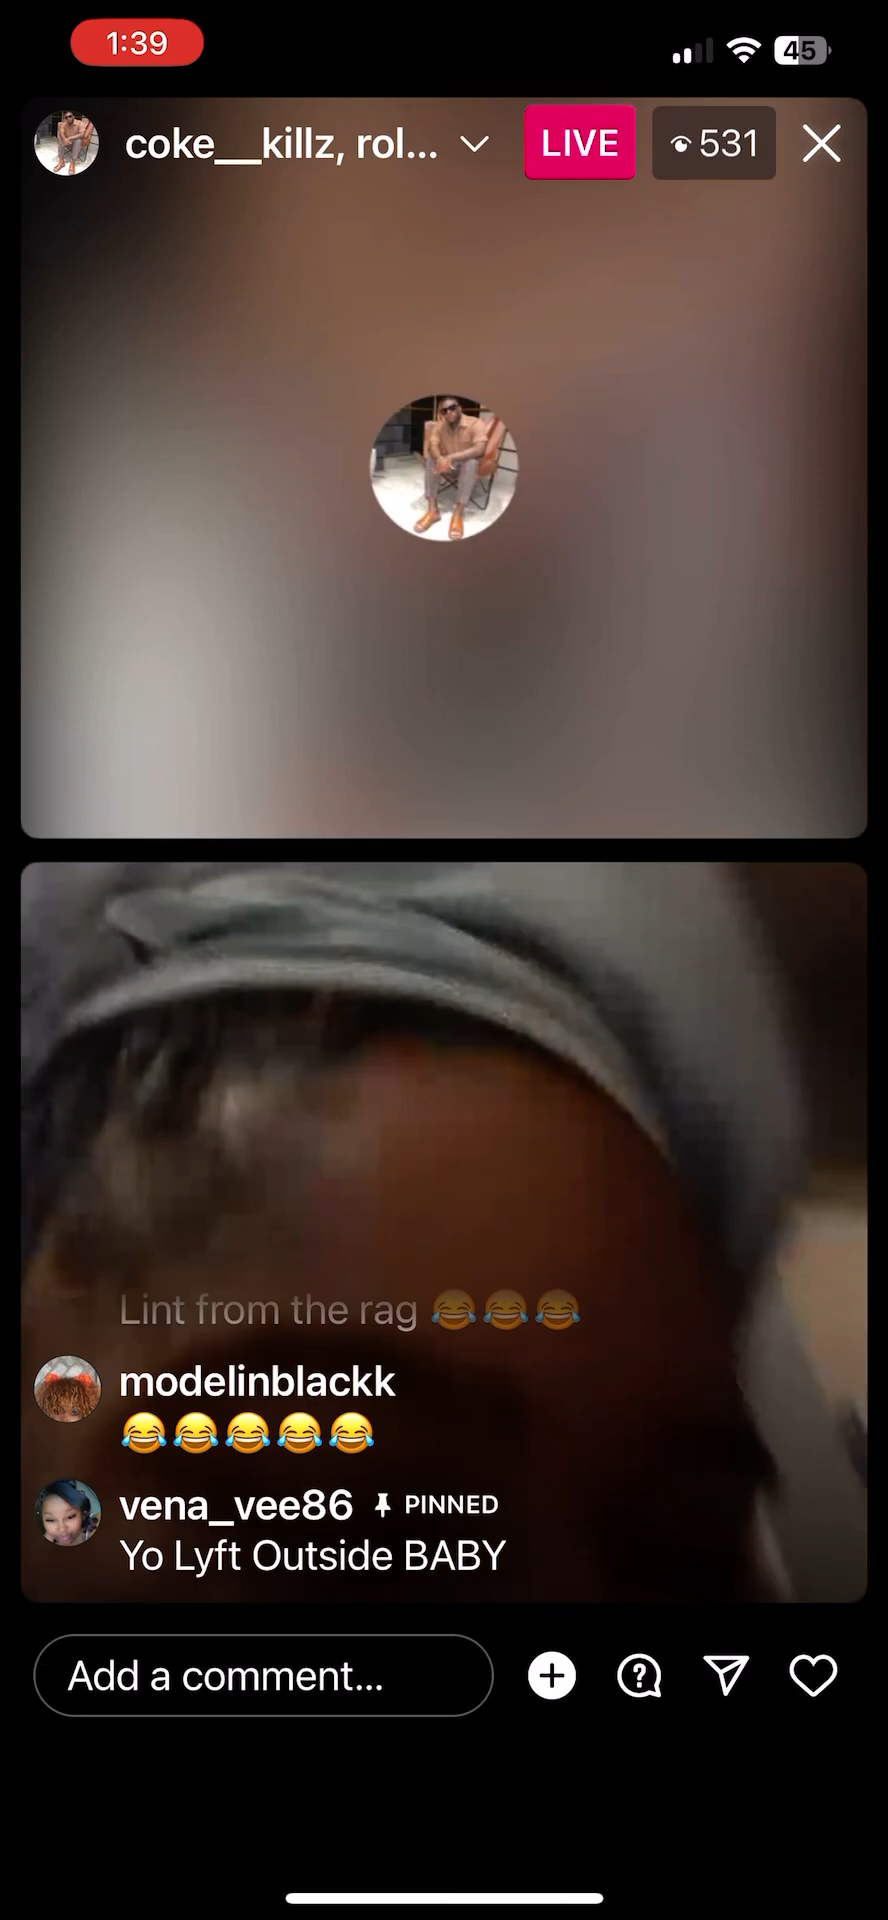 1:39
45
coke__killz, rol...
LIVE
531
Lint from the rag 😂😂😂
modelinblackk
😂😂😂😂😂
vena_vee86 PINNED
Yo Lyft Outside BABY
Add a comment...